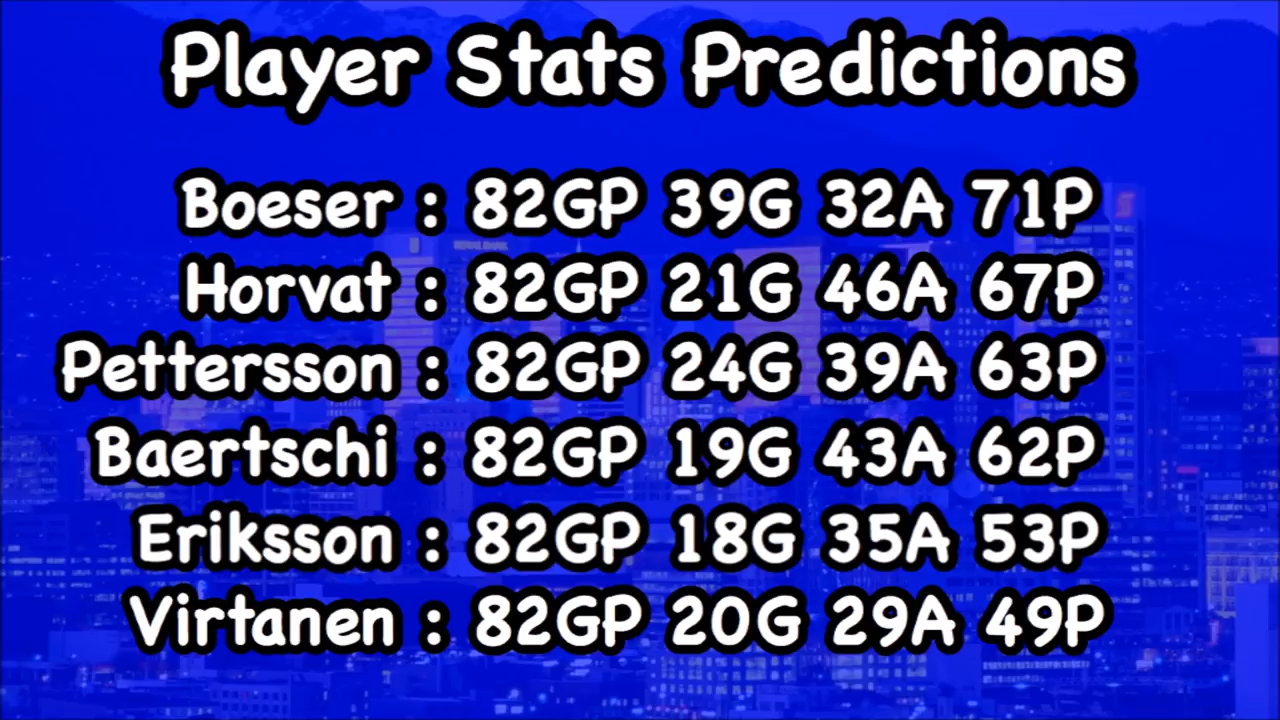 Player Stats Predictions
Boeser : 82GP 39G 32A 71P
Horvat : 82GP 21G 46A 67P
Pettersson : 82GP 24G 39A 63P
Baertschi : 82GP 19G 43A 62P
Eriksson : 82GP 18G 35A 53P
Virtanen : 82GP 20G 29A 49P